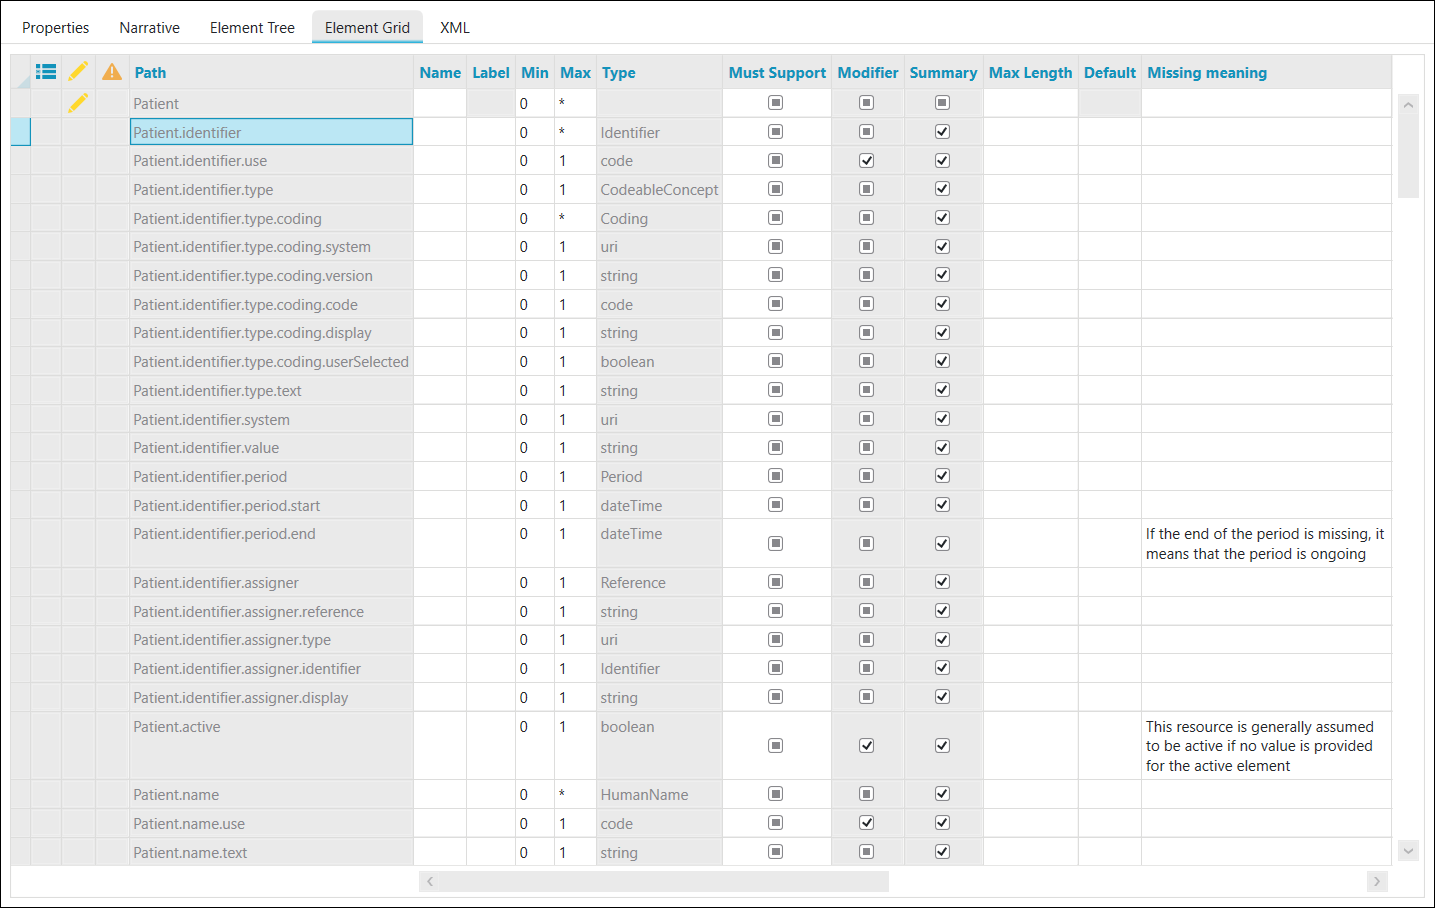 Properties Narrative Element Tree Element Grid XML
Path Name Label Min Max Type Must Support Modifier Summary Max Length Default Missing meaning
Patient 0 *
Patient.identifier 0 * Identifier
Patient.identifier.use 0 1 code
Patient.identifier.type 0 1 CodeableConcept
Patient.identifier.type.coding 0 * Coding
Patient.identifier.type.coding.system 0 1 uri
Patient.identifier.type.coding.version 0 1 string
Patient.identifier.type.coding.code 0 1 code
Patient.identifier.type.coding.display 0 1 string
Patient.identifier.type.coding.userSelected 0 1 boolean
Patient.identifier.type.text 0 1 string
Patient.identifier.system 0 1 uri
Patient.identifier.value 0 1 string
Patient.identifier.period 0 1 Period
Patient.identifier.period.start 0 1 dateTime
Patient.identifier.period.end 0 1 dateTime If the end of the period is missing, it
means that the period is ongoing
Patient.identifier.assigner 0 1 Reference
Patient.identifier.assigner.reference 0 1 string
Patient.identifier.assigner.type 0 1 uri
Patient.identifier.assigner.identifier 0 1 Identifier
Patient.identifier.assigner.display 0 1 string
Patient.active 0 1 boolean This resource is generally assumed
to be active if no value is provided
for the active element
Patient.name 0 * HumanName
Patient.name.use 0 1 code
Patient.name.text 0 1 string